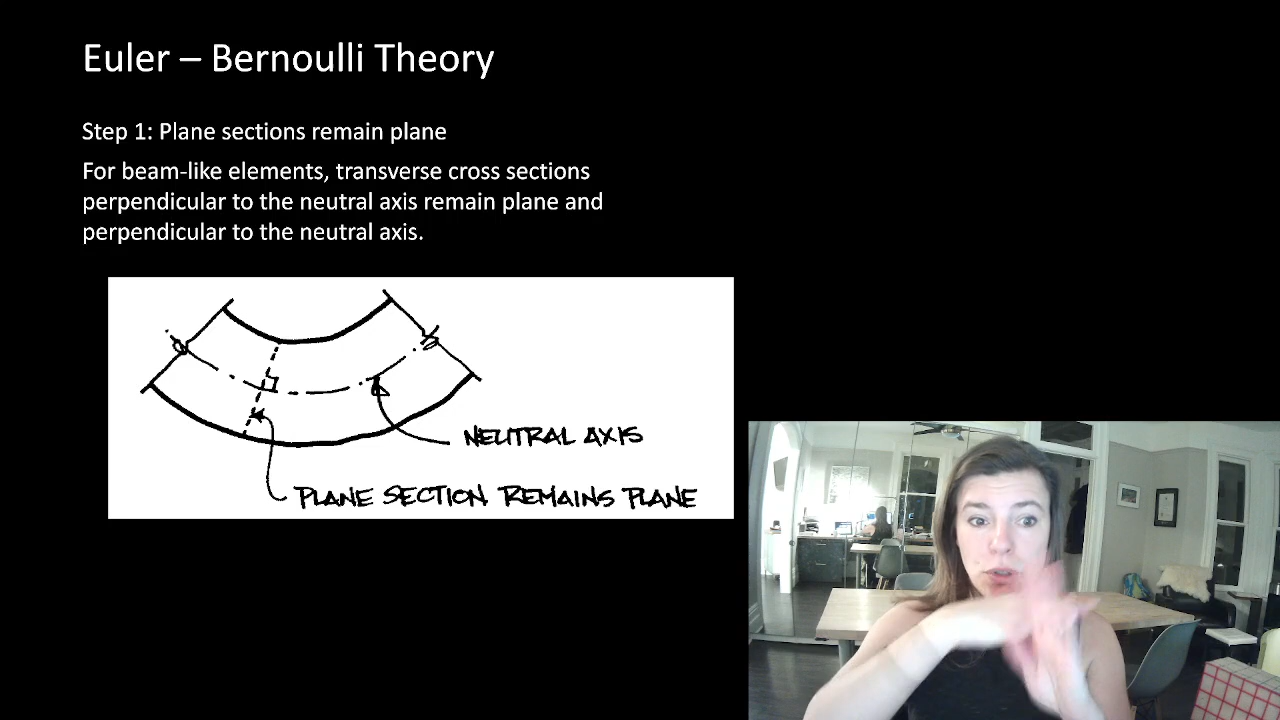 Euler – Bernoulli Theory
Step 1: Plane sections remain plane
For beam-like elements, transverse cross sections
perpendicular to the neutral axis remain plane and
perpendicular to the neutral axis.
NEUTRAL AXIS
PLANE SECTION REMAINS PLANE